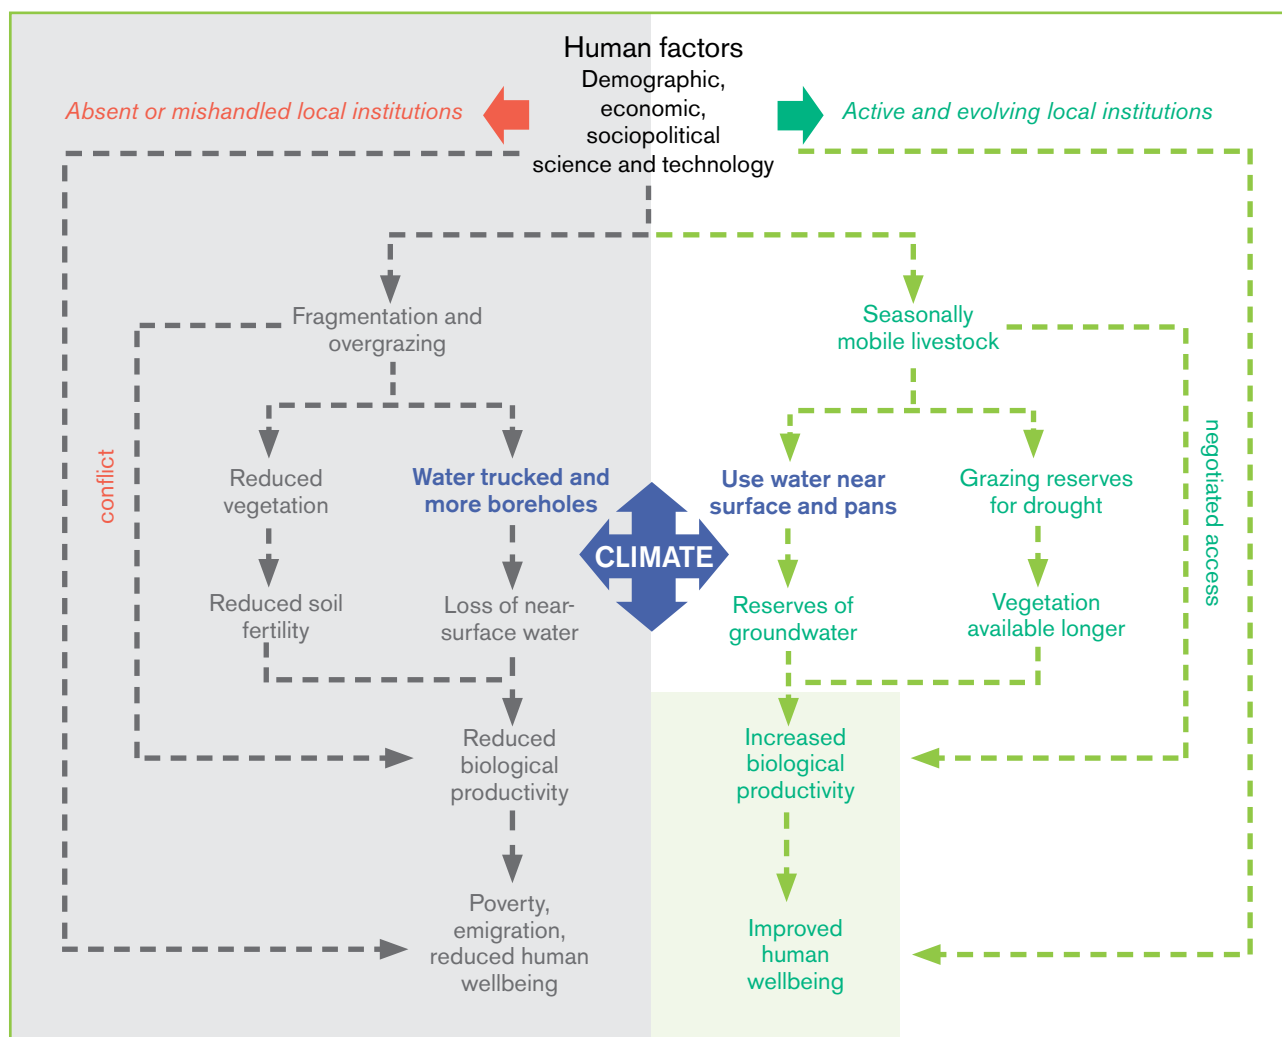 Human factors
Demographic,
economic,
sociopolitical
science and technology
Absent or mishandled local institutions
Active and evolving local institutions
Fragmentation and
overgrazing
Seasonally
mobile livestock
conflict
Reduced
vegetation
Water trucked and
more boreholes
Use water near
surface and pans
Grazing reserves
for drought
negotiated access
CLIMATE
Reduced soil
fertility
Loss of near-
surface water
Reserves of
groundwater
Vegetation
available longer
Reduced
biological
productivity
Increased
biological
productivity
Poverty,
emigration,
reduced human
wellbeing
Improved
human
wellbeing